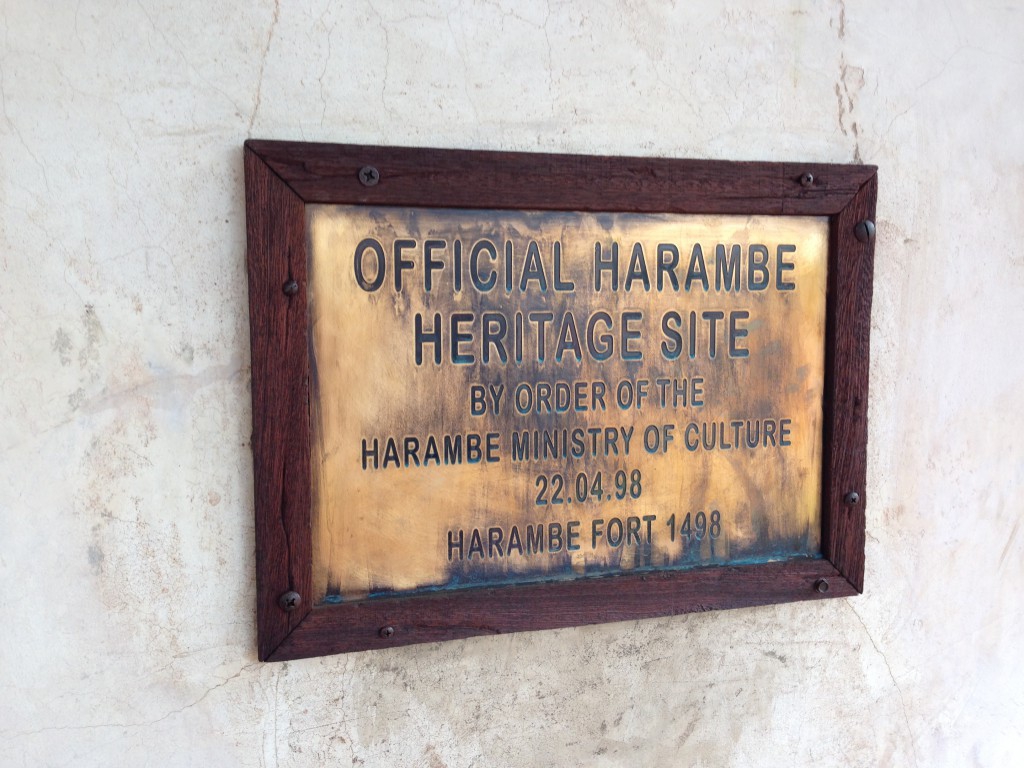 OFFICIAL HARAMBE
HERITAGE SITE
BY ORDER OF THE
HARAMBE MINISTRY OF CULTURE
22.04.98
HARAMBE FORT 1498